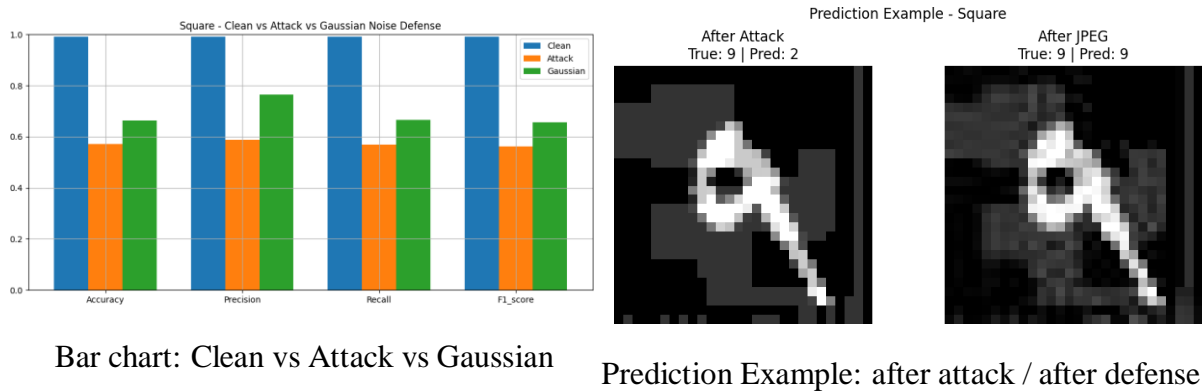 Square - Clean vs Attack vs Gaussian Noise Defense
1.0
0.8
0.6
0.4
0.2
0.0
Clean
Attack
Gaussian
Accuracy
Precision
Recall
F1_score
Bar chart: Clean vs Attack vs Gaussian
Prediction Example - Square
After Attack
True: 9 | Pred: 2
After JPEG
True: 9 | Pred: 9
Prediction Example: after attack / after defense